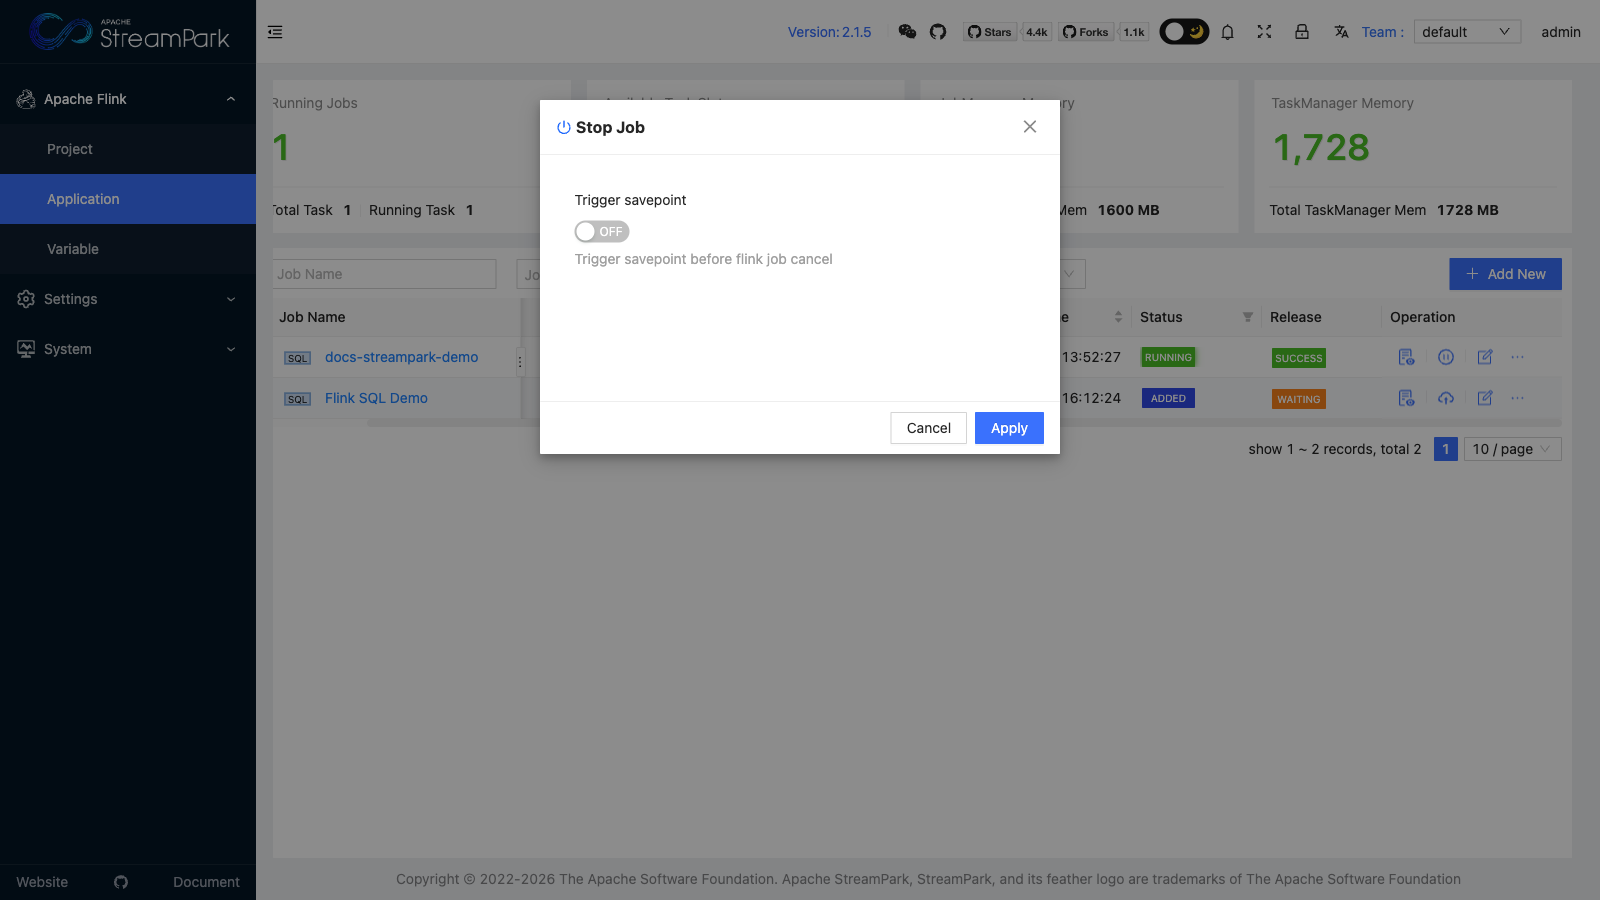 APACHE
StreamPark
Version: 2.1.5
Stars 4.4k
Forks 1.1k
Team :
default
admin
Apache Flink
Project
Application
Variable
Settings
System
Website
Document
Running Jobs
1
Total Task 1
Running Task 1
1600 MB
TaskManager Memory
1,728
Total TaskManager Mem 1728 MB
Stop Job
Trigger savepoint
OFF
Trigger savepoint before flink job cancel
Cancel
Apply
Job Name
Add New
Job Name
Status
Release
Operation
SQL
docs-streampark-demo
13:52:27
RUNNING
SUCCESS
SQL
Flink SQL Demo
16:12:24
ADDED
WAITING
show 1 ~ 2 records, total 2
1
10 / page
Copyright © 2022-2026 The Apache Software Foundation. Apache StreamPark, StreamPark, and its feather logo are trademarks of The Apache Software Foundation